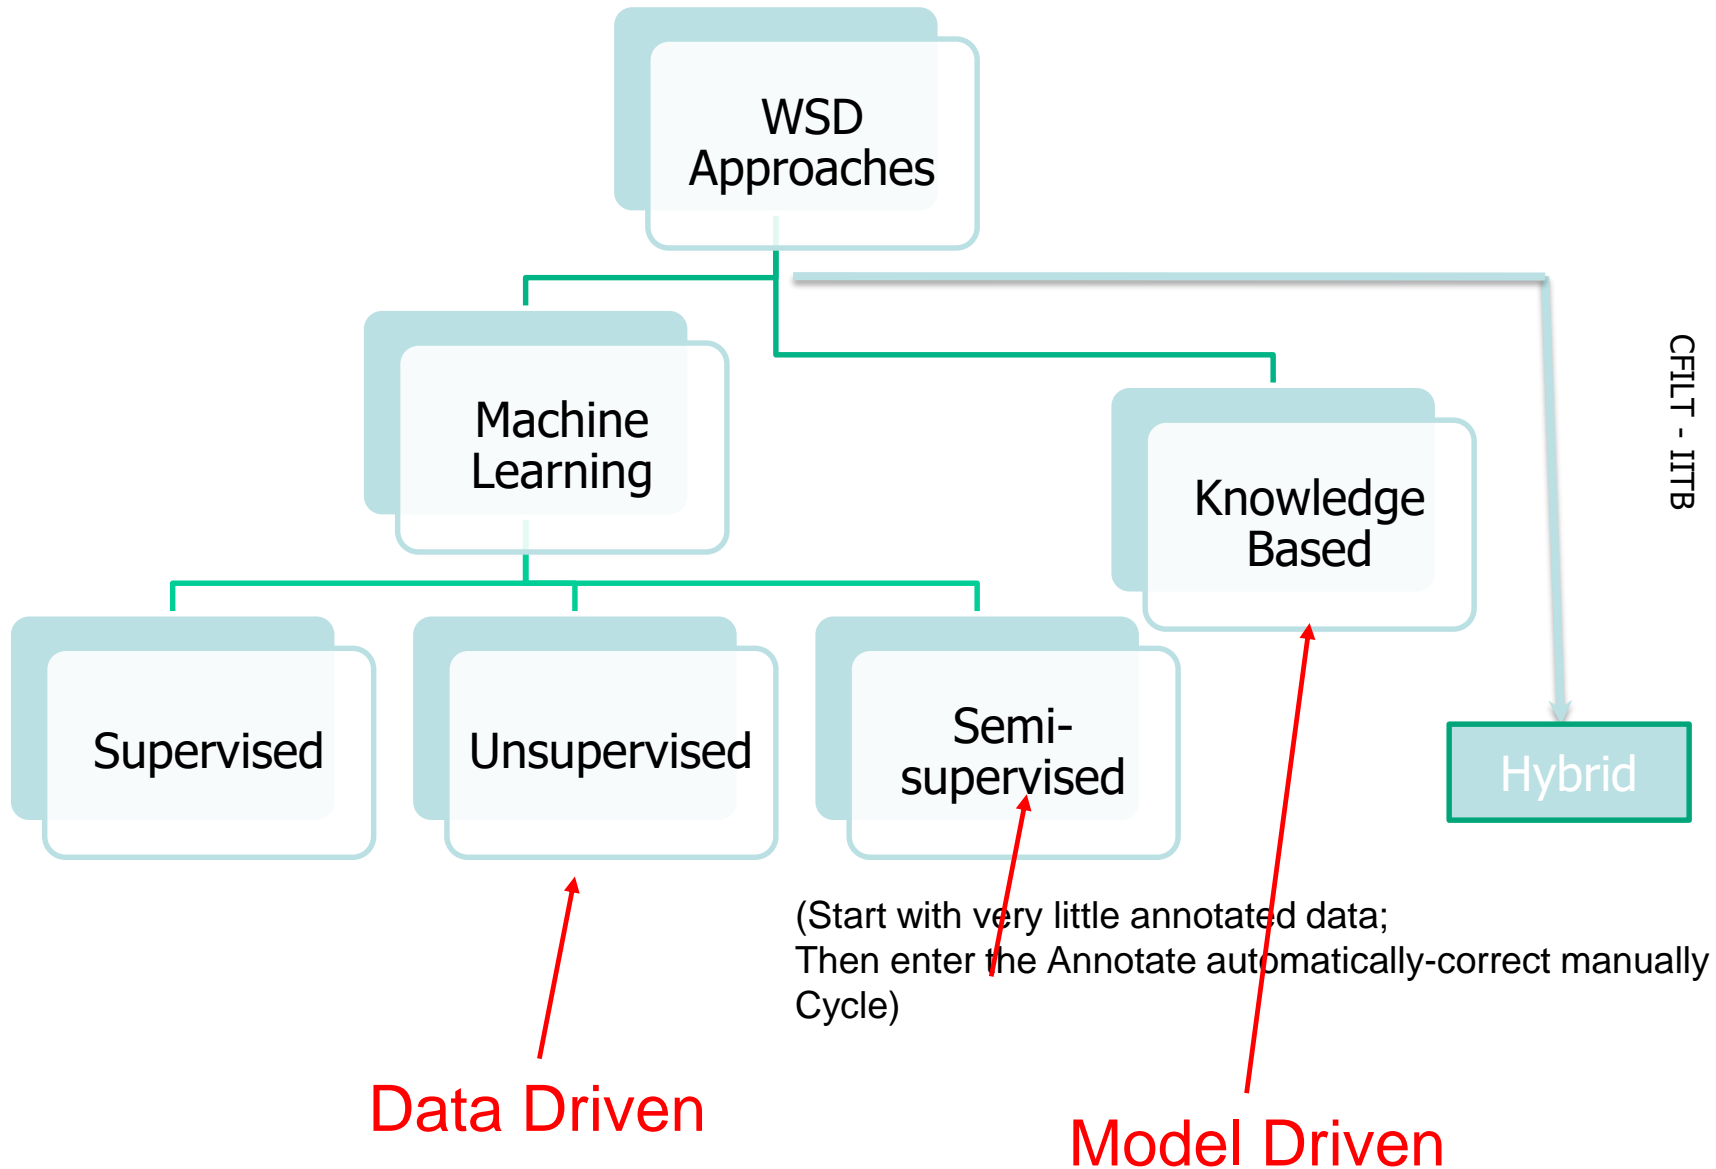 WSD
Approaches
Machine
Learning
Knowledge
Based
CFILT - IITB
Supervised
Unsupervised
Semi-
supervised
Hybrid
(Start with very little annotated data;
Then enter the Annotate automatically-correct manually
Cycle)
Data Driven
Model Driven